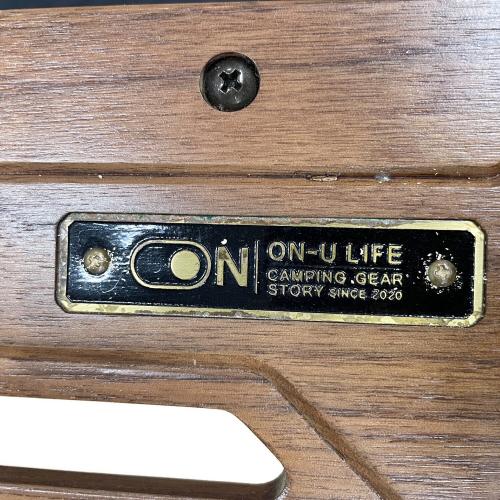 ON
ON-U LIFE
CAMPING GEAR
STORY SINCE 2020